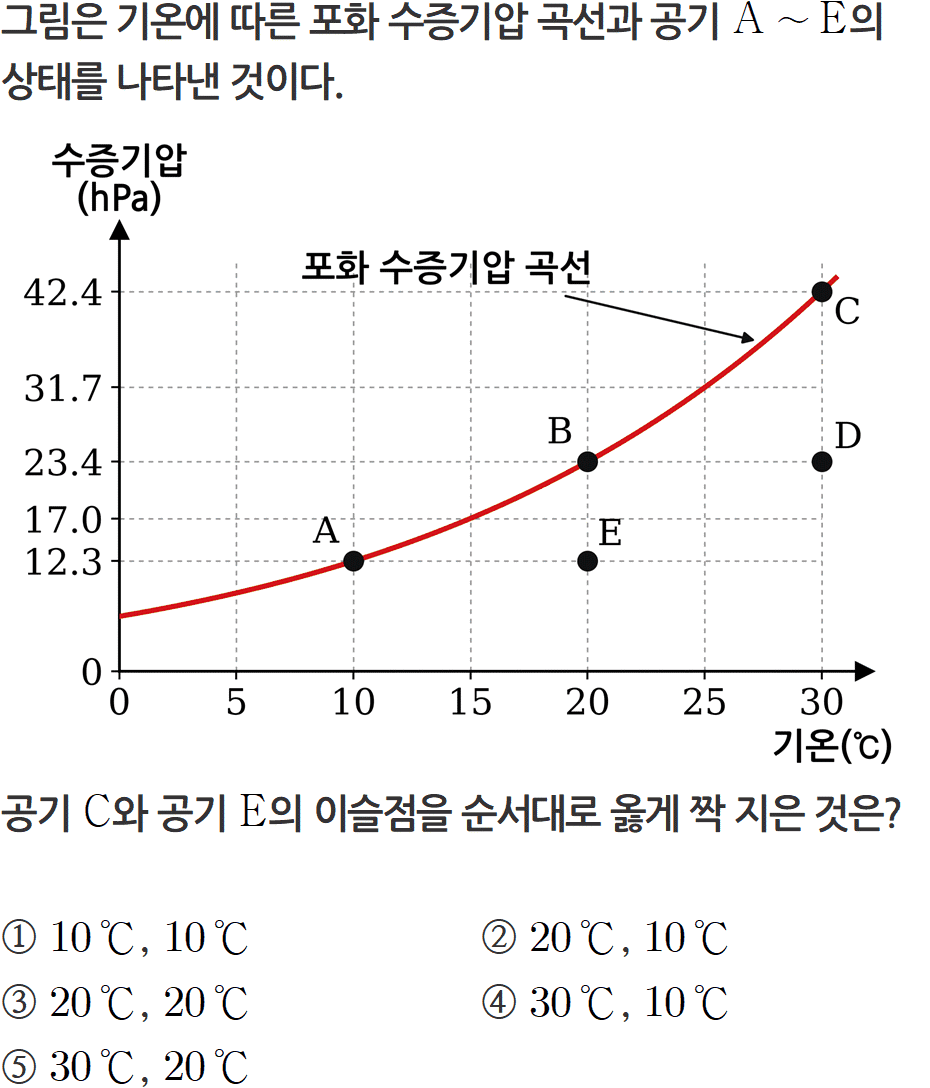 그림은 기온에 따른 포화 수증기압 곡선과 공기 A ~ E의
상태를 나타낸 것이다.
수증기압
(hPa)
포화 수증기압 곡선
42.4
C
31.7
B
D
23.4
17.0
A
E
12.3
0
0 5 10 15 20 25 30
기온(℃)
공기 C와 공기 E의 이슬점을 순서대로 옳게 짝 지은 것은?
① 10℃, 10℃ ② 20℃, 10℃
③ 20℃, 20℃ ④ 30℃, 10℃
⑤ 30℃, 20℃